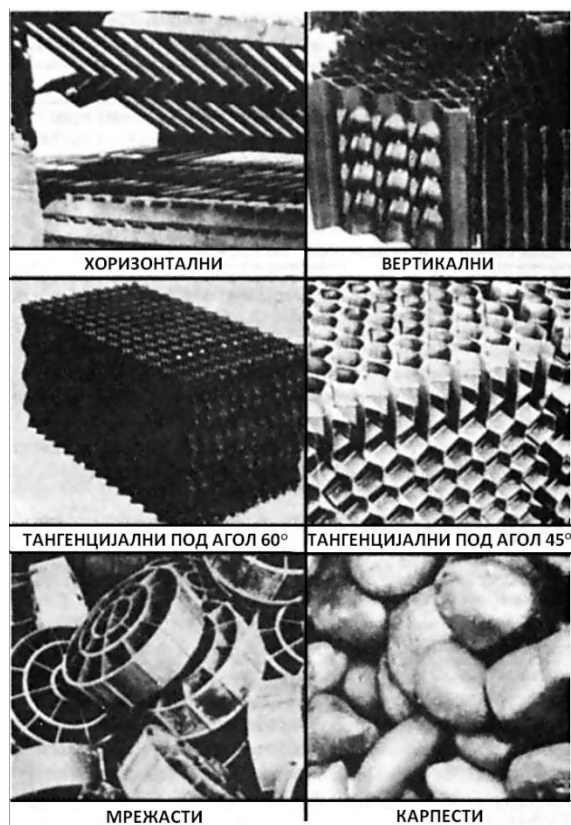 ХОРИЗОНТАЛНИ
ВЕРТИКАЛНИ
ТАНГЕНЦИЈАЛНИ ПОД АГОЛ 60°
ТАНГЕНЦИЈАЛНИ ПОД АГОЛ 45°
МРЕЖАСТИ
КАРПЕСТИ